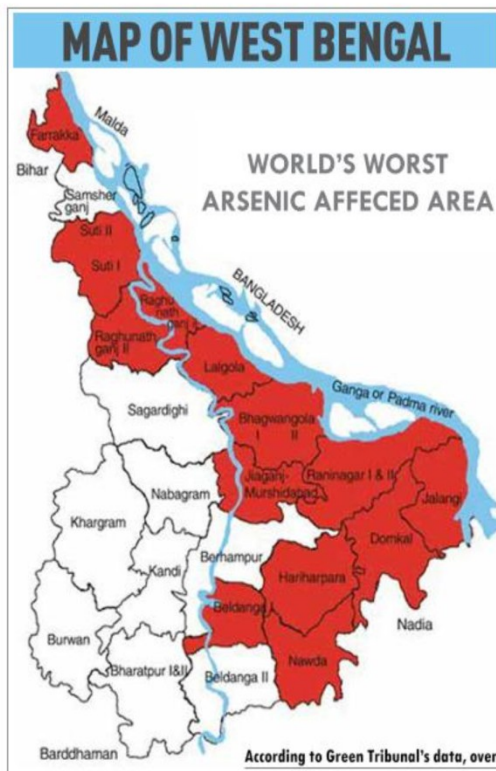 MAP OF WEST BENGAL
WORLD'S WORST
ARSENIC AFFECED AREA
Malda
Farrakka
Bihar
Samsher
ganj
Suti II
Suti I
BANGLADESH
Raghu
nath
Raghunath
ganj II
Lalgola
Ganga or Padma river
Sagardighi
Bhagwangola
I II
Jiaganj-
Murshidabad
Raninagar I & II
Jalangi
Nabagram
Khargram
Domkal
Berhampur
Kandi
Hariharpara
Beldanga
Nadia
Burwan
Nawda
Bharatpur I&II
Beldanga II
Barddhaman
According to Green Tribunal's data, over